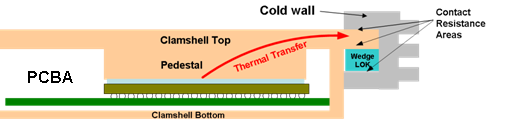 Cold wall
Contact
Resistance
Areas
Clamshell Top
Wedge
LOK
Pedestal
Thermal Transfer
PCBA
Clamshell Bottom